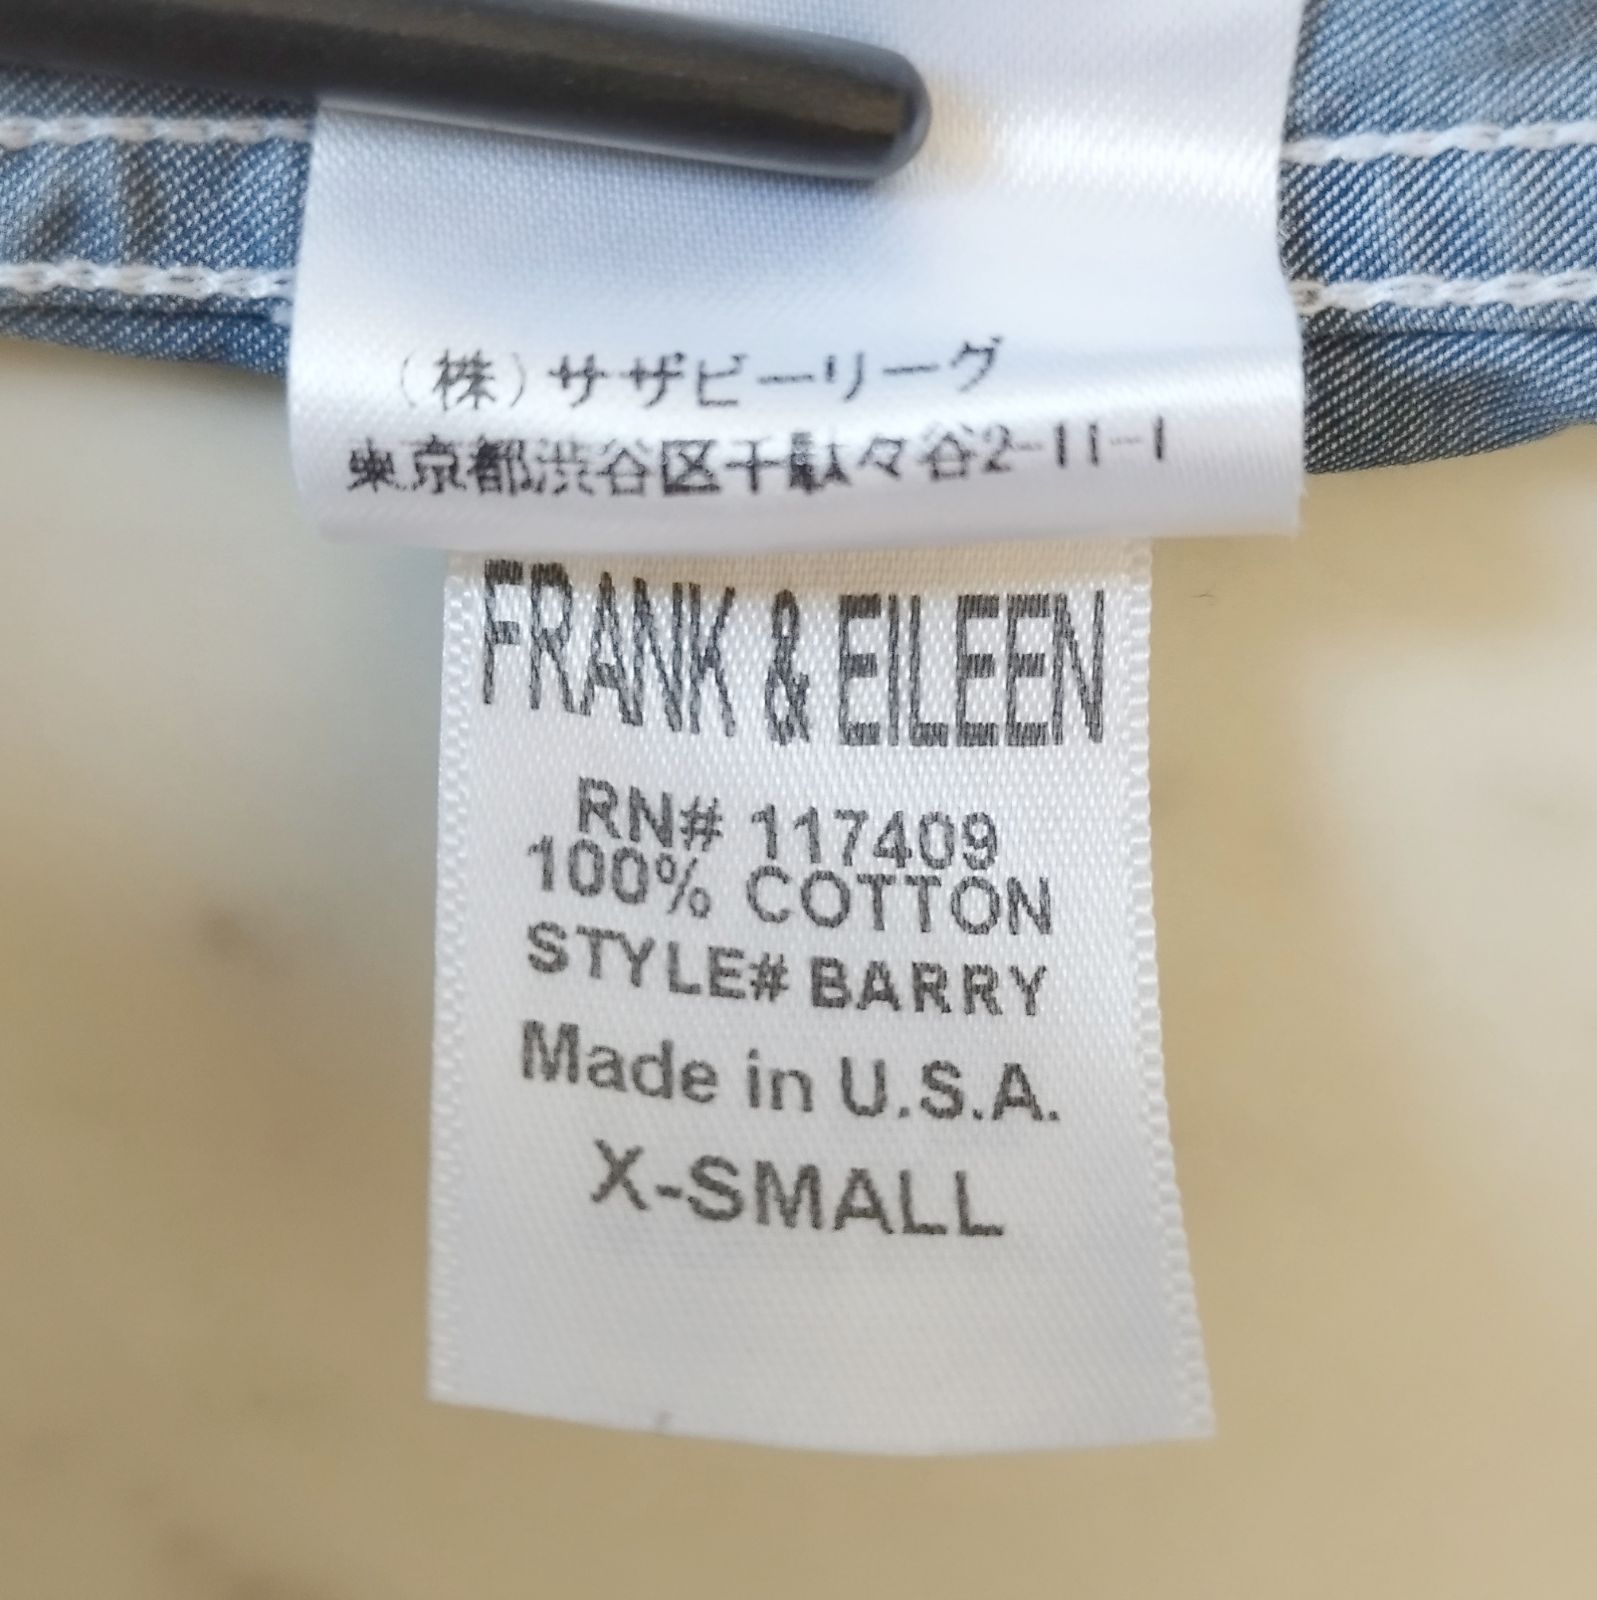 （株）サザビーリーグ
東京都渋谷区千駄々谷2-11-1
FRANK & EILEEN
RN# 117409
100% COTTON
STYLE# BARRY
Made in U.S.A.
X-SMALL